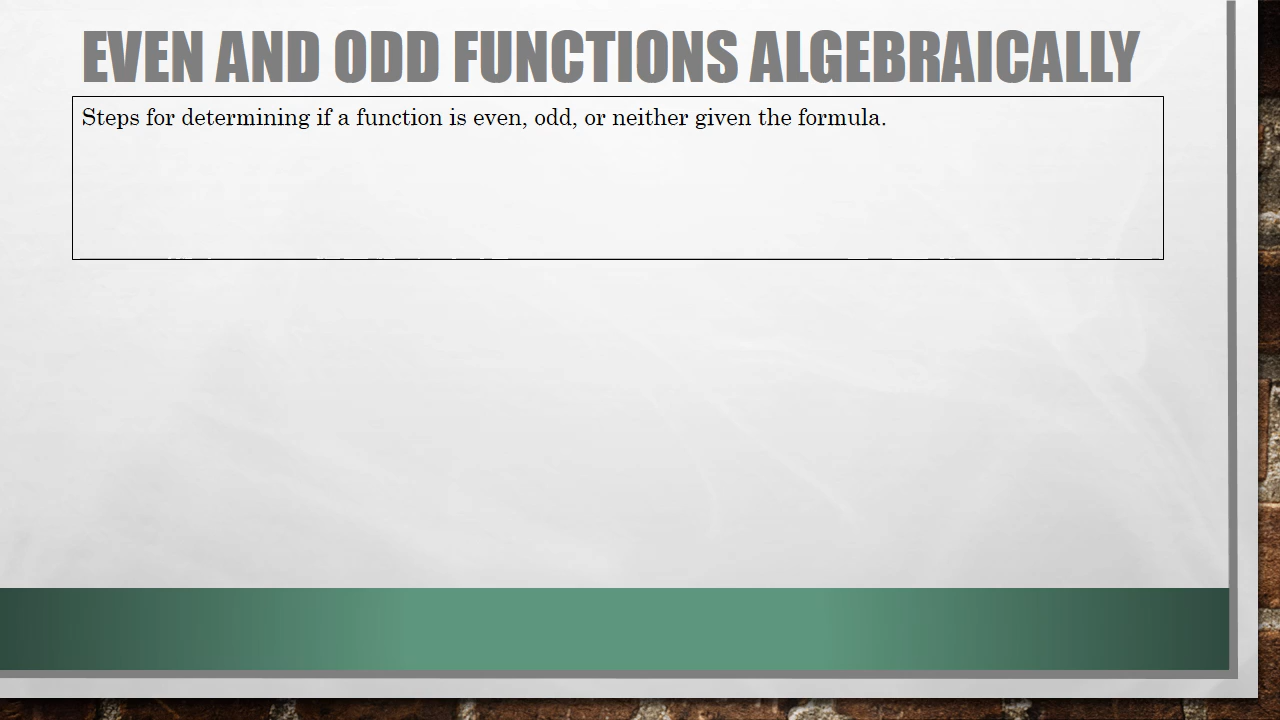 EVEN AND ODD FUNCTIONS ALGEBRAICALLY
Steps for determining if a function is even, odd, or neither given the formula.